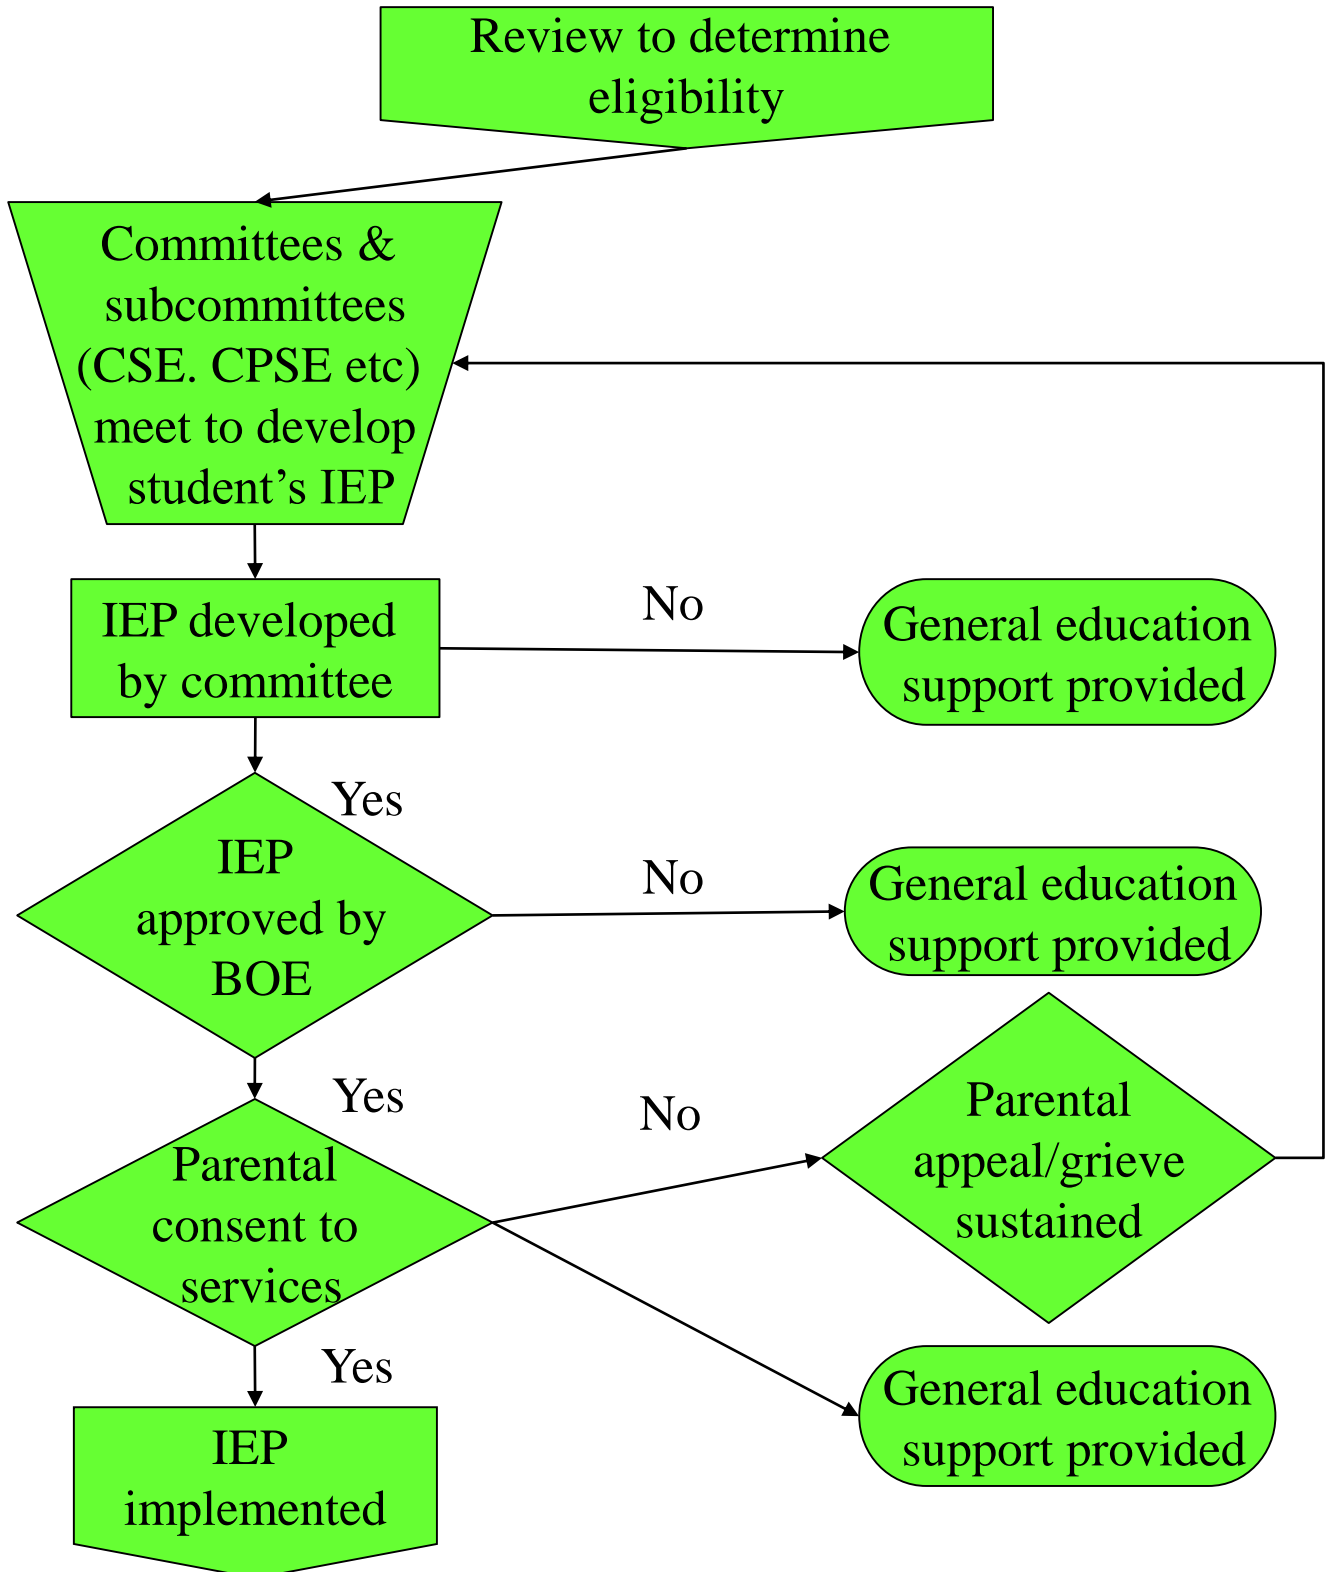 Review to determine
eligibility
Committees &
subcommittees
(CSE. CPSE etc)
meet to develop
student’s IEP
IEP developed
by committee
No
General education
support provided
Yes
IEP
approved by
BOE
No
General education
support provided
Yes
Parental
consent to
services
No
Parental
appeal/grieve
sustained
Yes
General education
support provided
IEP
implemented